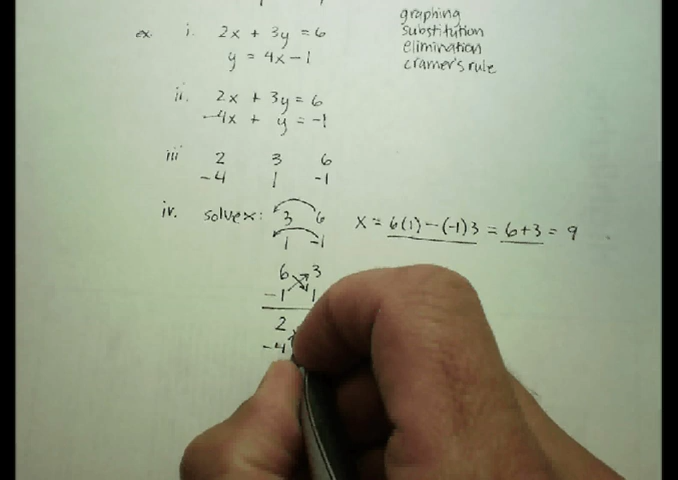 graphing
substitution
elimination
cramer's rule
ex. i. 2x + 3y = 6
y = 4x - 1
ii. 2x + 3y = 6
-4x + y = -1
iii 2 3 6
-4 1 -1
iv. solve x: 3 6
1 -1
x = 6(1) - (-1)3 = 6+3 = 9
6 3
-1 1
2
-4